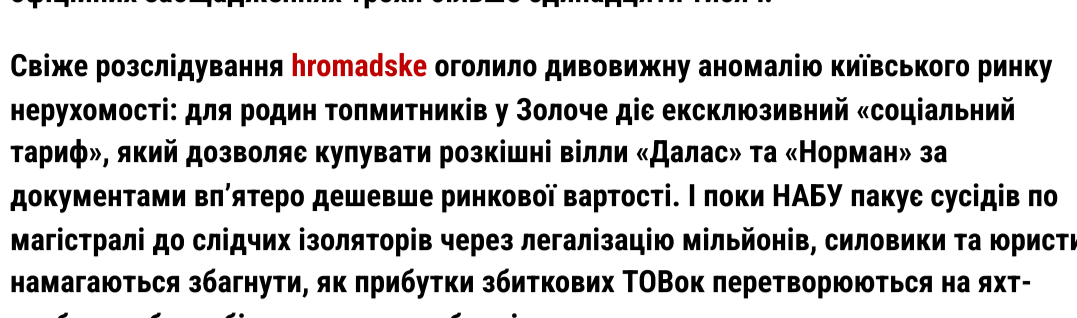 Свіже розслідування hromadske оголило дивовижну аномалію київського ринку
нерухомості: для родин топмитників у Золоче діє ексклюзивний «соціальний
тариф», який дозволяє купувати розкішні вілли «Далас» та «Норман» за
документами вп’ятеро дешевше ринкової вартості. І поки НАБУ пакує сусідів по
магістралі до слідчих ізоляторів через легалізацію мільйонів, силовики та юристи
намагаються збагнути, як прибутки збиткових ТОВок перетворюються на яхт-